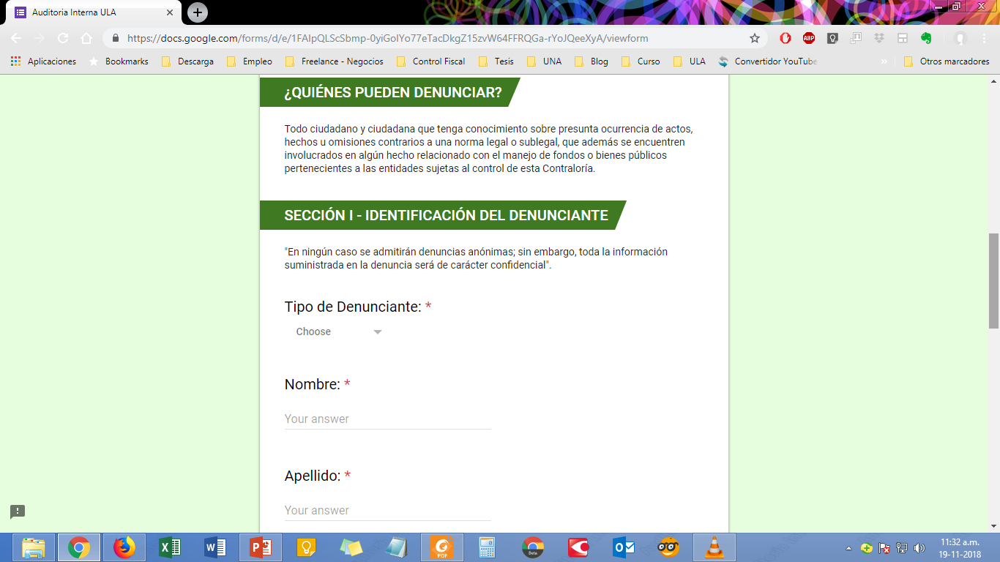 Auditoria Interna ULA
https://docs.google.com/forms/d/e/1FAIpQLScSbmp-0yiGolYo77eTacDkgZ15zvW64FFRQGa-rYoJQeeXyA/viewform
Aplicaciones Bookmarks Descarga Empleo Freelance - Negocios Control Fiscal Tesis UNA Blog Curso ULA Convertidor YouTube » Otros marcadores
¿QUIÉNES PUEDEN DENUNCIAR?
Todo ciudadano y ciudadana que tenga conocimiento sobre presunta ocurrencia de actos,
hechos u omisiones contrarios a una norma legal o sublegal, que además se encuentren
involucrados en algún hecho relacionado con el manejo de fondos o bienes públicos
pertenecientes a las entidades sujetas al control de esta Contraloría.
SECCIÓN I - IDENTIFICACIÓN DEL DENUNCIANTE
"En ningún caso se admitirán denuncias anónimas; sin embargo, toda la información
suministrada en la denuncia será de carácter confidencial".
Tipo de Denunciante: *
Choose
Nombre: *
Your answer
Apellido: *
Your answer
11:32 a.m.
19-11-2018